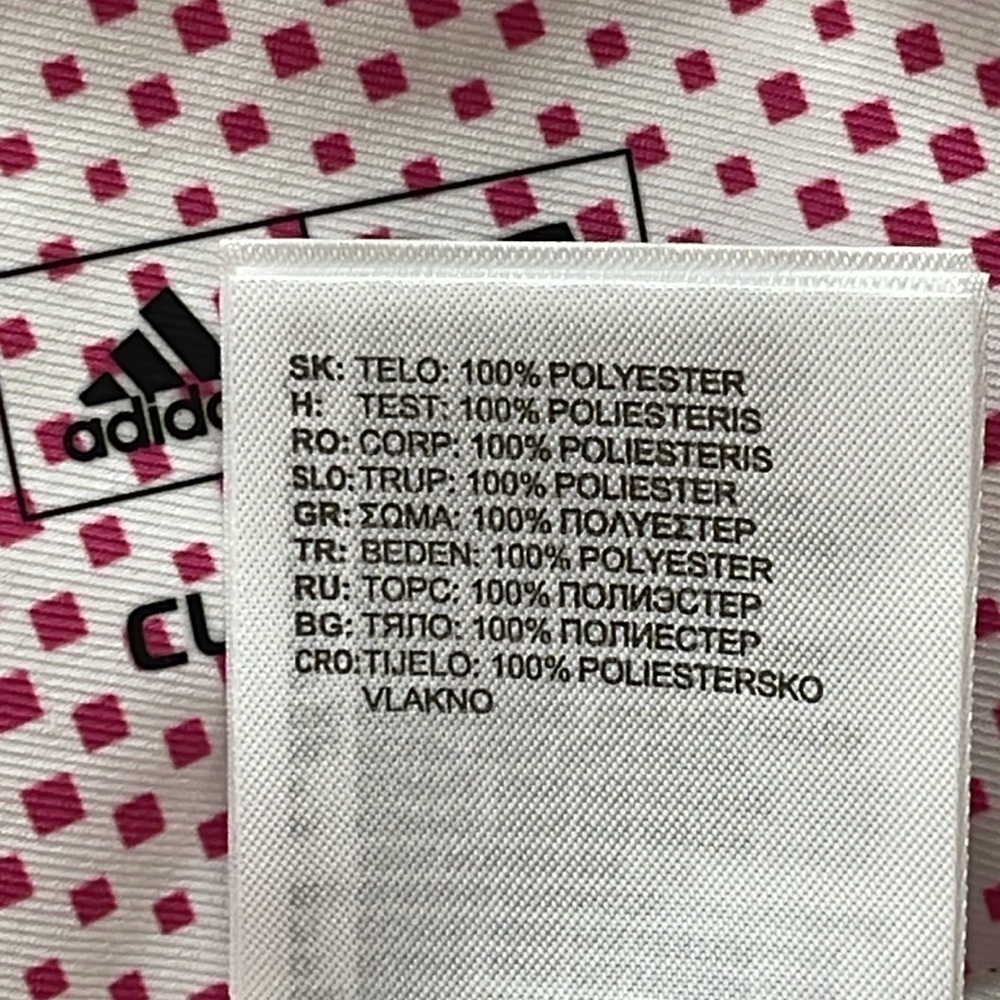 adidas
CU
SK: TELO: 100% POLYESTER
H: TEST: 100% POLIESTERIS
RO: CORP: 100% POLIESTERIS
SLO: TRUP: 100% POLIESTER
GR: ΣΩΜΑ: 100% ΠΟΛΥΕΣΤΕΡ
TR: BEDEN: 100% POLYESTER
RU: ТОРС: 100% ПОЛИЭСТЕР
BG: ТЯЛО: 100% ПОЛИЕСТЕР
CRO: TIJELO: 100% POLIESTERSKO
VLAKNO